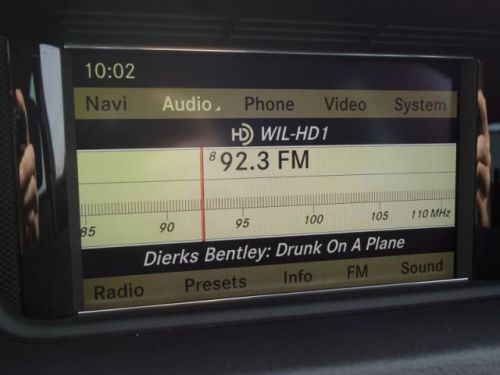 10:02
Navi Audio Phone Video System
HD WIL-HD1
8 92.3 FM
85 90 95 100 105 110 MHz
Dierks Bentley: Drunk On A Plane
Radio Presets Info FM Sound